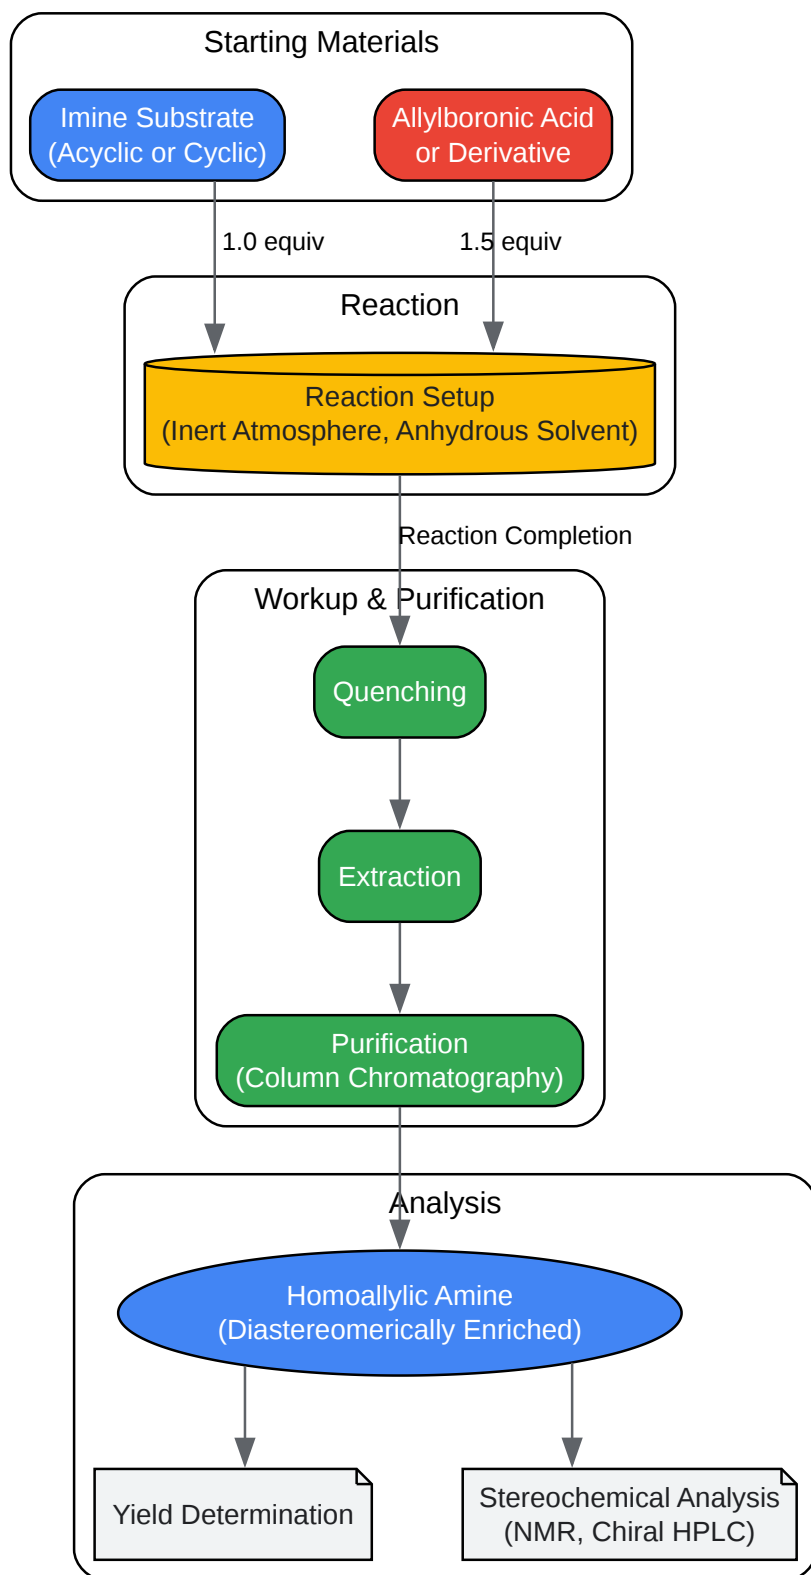 Starting Materials
Imine Substrate
(Acyclic or Cyclic)
Allylboronic Acid
or Derivative
1.0 equiv
1.5 equiv
Reaction
Reaction Setup
(Inert Atmosphere, Anhydrous Solvent)
Reaction Completion
Workup & Purification
Quenching
Extraction
Purification
(Column Chromatography)
Analysis
Homoallylic Amine
(Diastereomerically Enriched)
Yield Determination
Stereochemical Analysis
(NMR, Chiral HPLC)